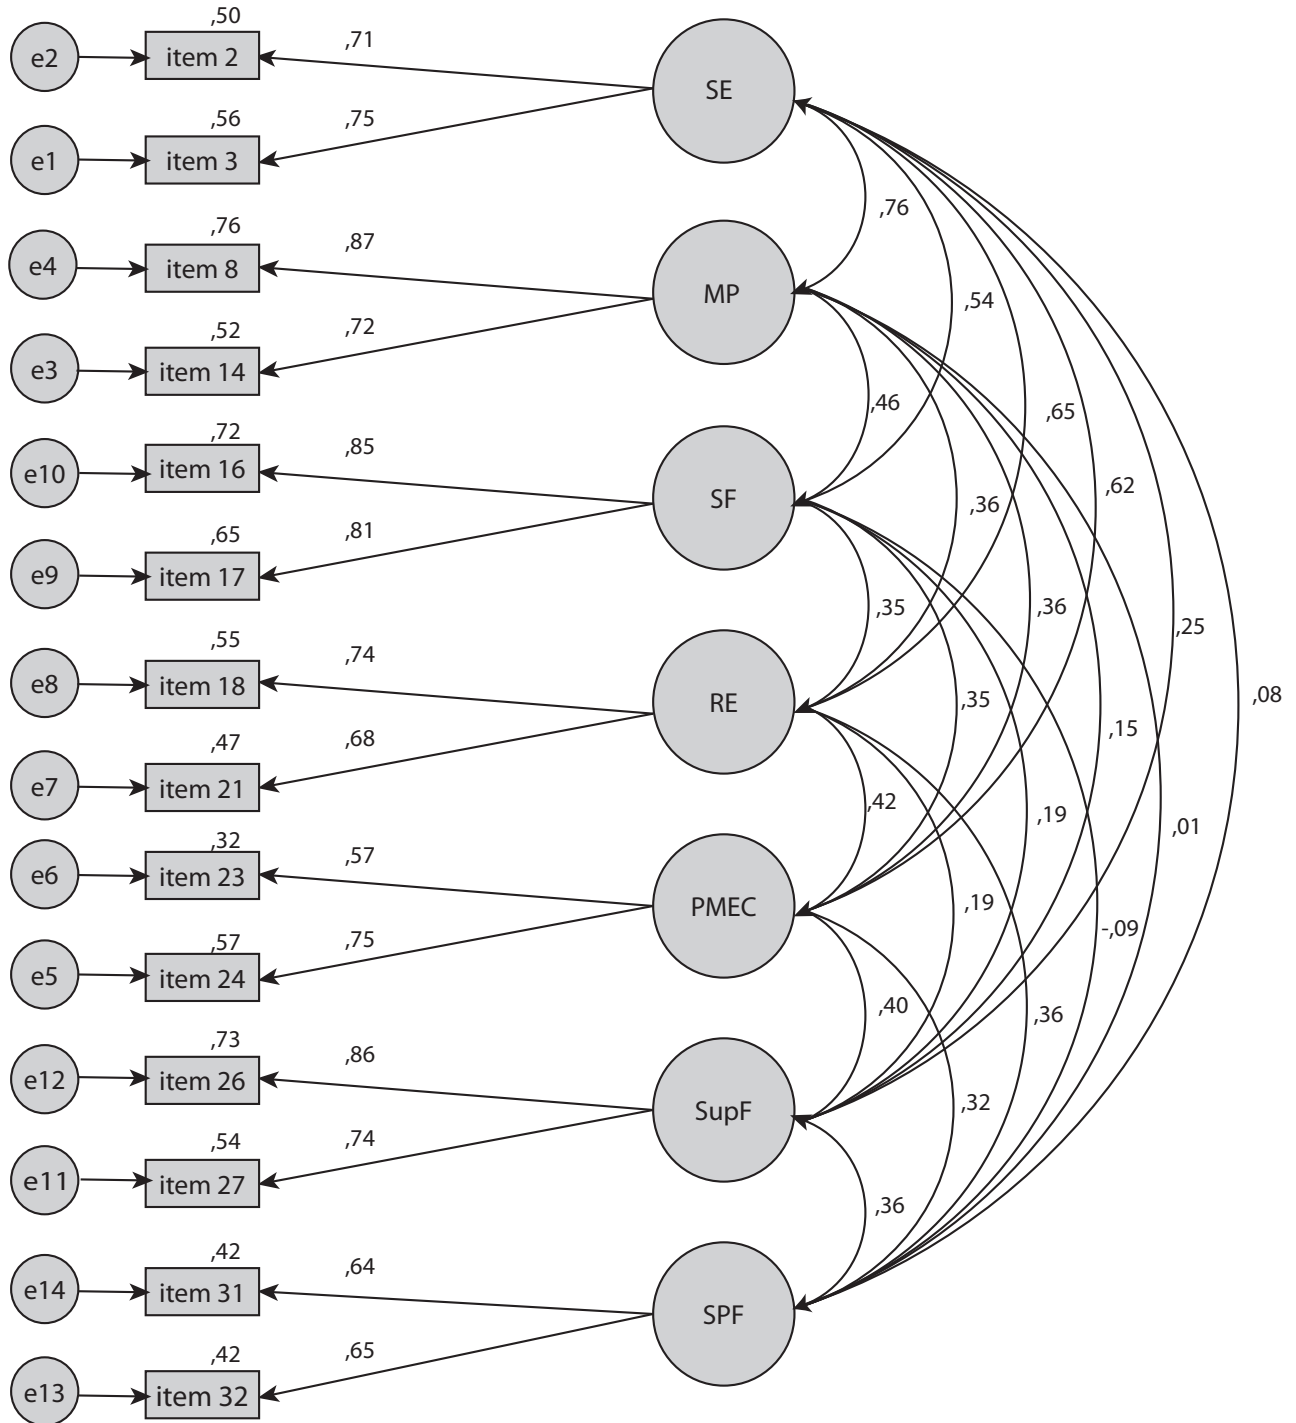 ,50
e2 item 2 ,71 SE
,56
e1 item 3 ,75
,76
,76
e4 item 8 ,87 MP
,54
,52
e3 item 14 ,72
,46
,65
,72
e10 item 16 ,85 SF
,62
,36
,65
e9 item 17 ,81
,35
,36
,25
,55
e8 item 18 ,74 RE
,35
,08
,15
,47
e7 item 21 ,68
,42
,19
,01
,32
e6 item 23 ,57 PMEC
,19
-,09
,57
e5 item 24 ,75
,40
,36
,73
e12 item 26 ,86 SupF
,32
,54
e11 item 27 ,74
,36
,42
e14 item 31 ,64 SPF
,42
e13 item 32 ,65